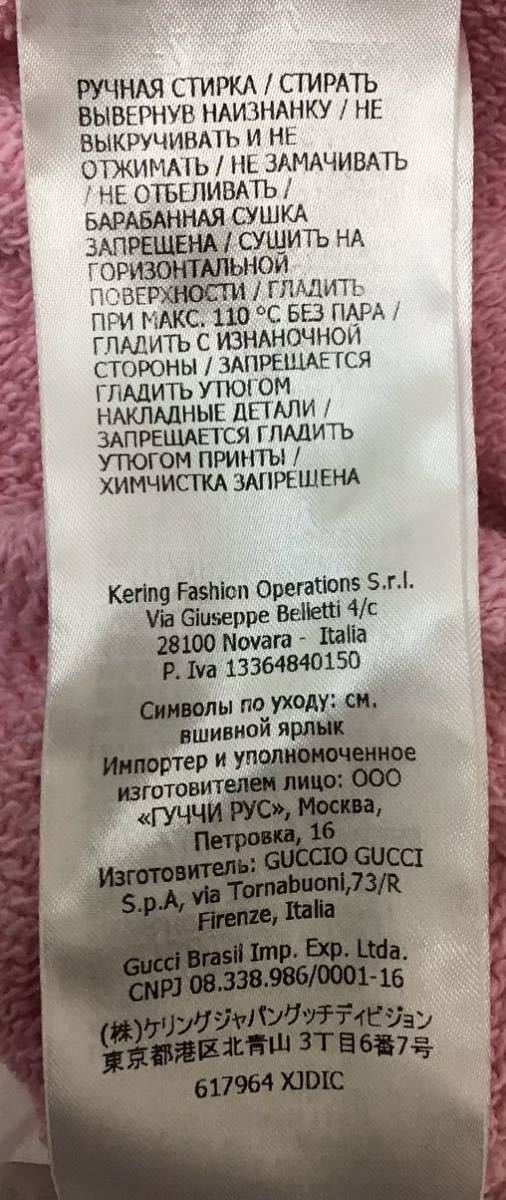 РУЧНАЯ СТИРКА / СТИРАТЬ
ВЫВЕРНУВ НАИЗНАНКУ / НЕ
ВЫКРУЧИВАТЬ И НЕ
ОТЖИМАТЬ / НЕ ЗАМАЧИВАТЬ
/ НЕ ОТБЕЛИВАТЬ /
БАРАБАННАЯ СУШКА
ЗАПРЕЩЕНА / СУШИТЬ НА
ГОРИЗОНТАЛЬНОЙ
ПОВЕРХНОСТИ / ГЛАДИТЬ
ПРИ МАКС. 110 °C БЕЗ ПАРА /
ГЛАДИТЬ С ИЗНАНОЧНОЙ
СТОРОНЫ / ЗАПРЕЩАЕТСЯ
ГЛАДИТЬ УТЮГОМ
НАКЛАДНЫЕ ДЕТАЛИ /
ЗАПРЕЩАЕТСЯ ГЛАДИТЬ
УТЮГОМ ПРИНТЫ /
ХИМЧИСТКА ЗАПРЕЩЕНА
Kering Fashion Operations S.r.l.
Via Giuseppe Belletti 4/c
28100 Novara - Italia
P. Iva 13364840150
Символы по уходу: см.
вшивной ярлык
Импортер и уполномоченное
изготовителем лицо: ООО
«ГУЧЧИ РУС», Москва,
Петровка, 16
Изготовитель: GUCCIO GUCCI
S.p.A, via Tornabuoni,73/R
Firenze, Italia
Gucci Brasil Imp. Exp. Ltda.
CNPJ 08.338.986/0001-16
(株)ケリングジャパングッチディビジョン
東京都港区北青山 3丁目6番7号
617964 XJDIC